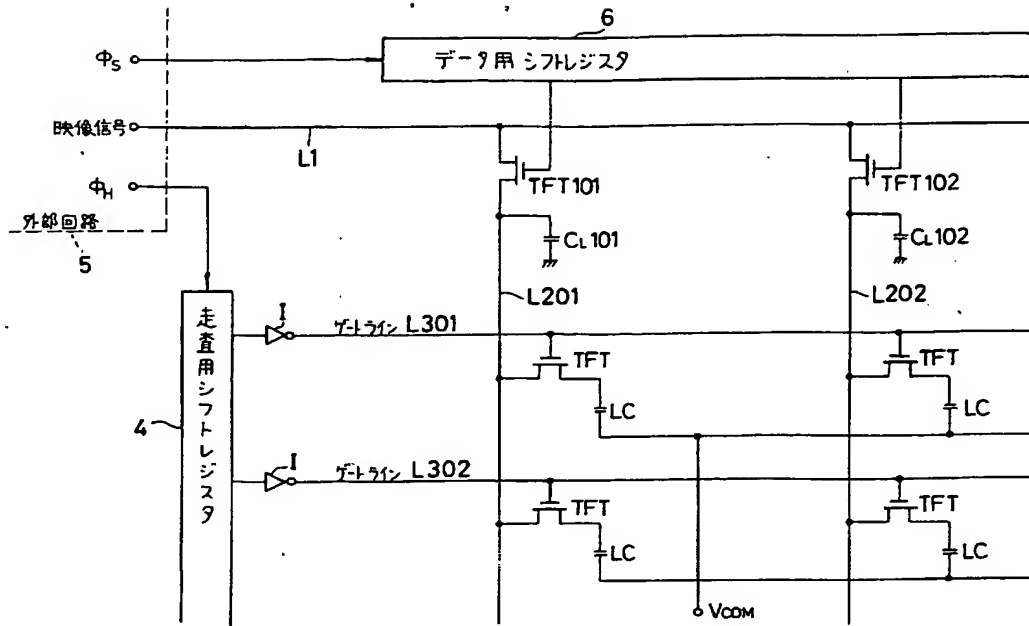 6
ΦS
データ用 シフトレジスタ
映像信号
L1
TFT101
TFT102
ΦH
外部回路
5
CL101
CL102
L201
L202
走査用シフトレジスタ
4
I
ゲートライン L301
TFT
TFT
LC
LC
I
ゲートライン L302
TFT
TFT
LC
LC
VCOM